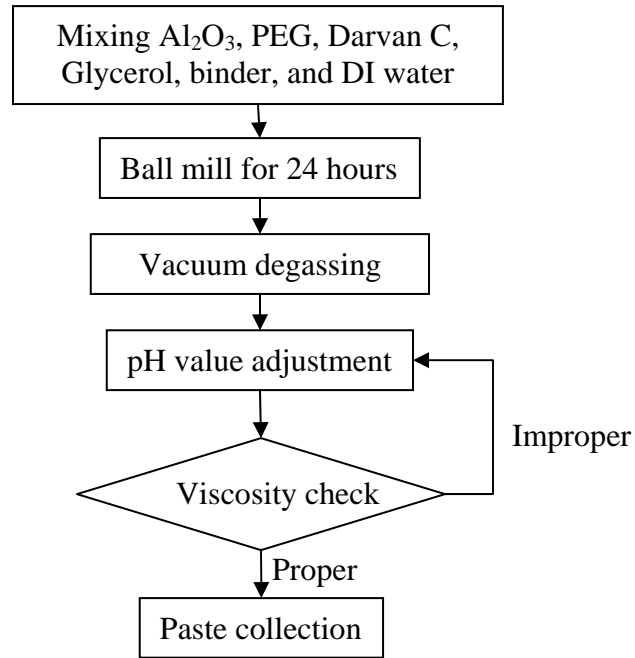 Mixing Al₂O₃, PEG, Darvan C,
Glycerol, binder, and DI water
Ball mill for 24 hours
Vacuum degassing
pH value adjustment
Improper
Viscosity check
Proper
Paste collection